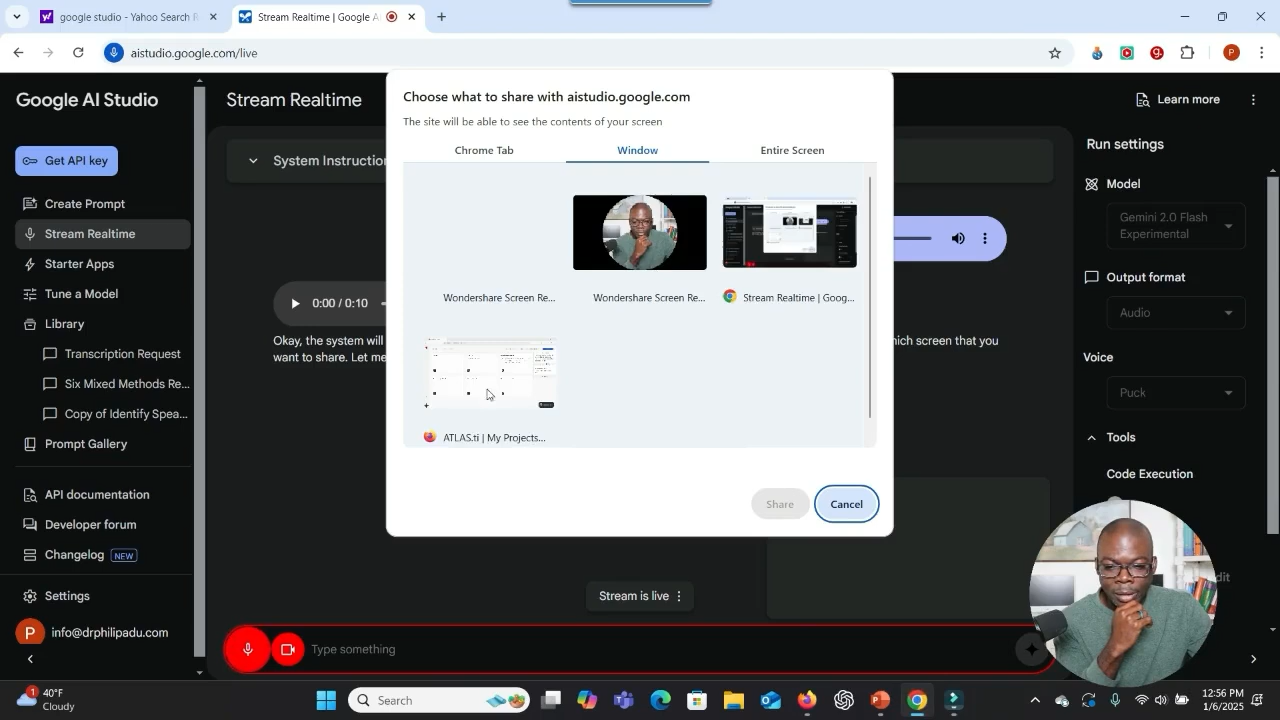 google studio - Yahoo Search R
Stream Realtime | Google A
aistudio.google.com/live
P
Google AI Studio
Get API key
Create Prompt
Stream Realtime
Starter Apps
Tune a Model
Library
Transcription Request
Six Mixed Methods Re...
Copy of Identify Spea...
Prompt Gallery
API documentation
Developer forum
Changelog NEW
Settings
P info@drphilipadu.com
Stream Realtime
Learn more
System Instruction
0:00 / 0:10
Okay, the system will
hich screen that you
want to share. Let me
Choose what to share with aistudio.google.com
The site will be able to see the contents of your screen
Chrome Tab
Window
Entire Screen
Wondershare Screen Re...
Wondershare Screen Re...
Stream Realtime | Goog...
ATLAS.ti | My Projects...
Share
Cancel
Stream is live
Type something
Run settings
Model
Gemini 2.0 Flash
Experimental
Output format
Audio
Voice
Puck
Tools
Code Execution
dit
1
40°F
Cloudy
Search
12:56 PM
1/6/2025